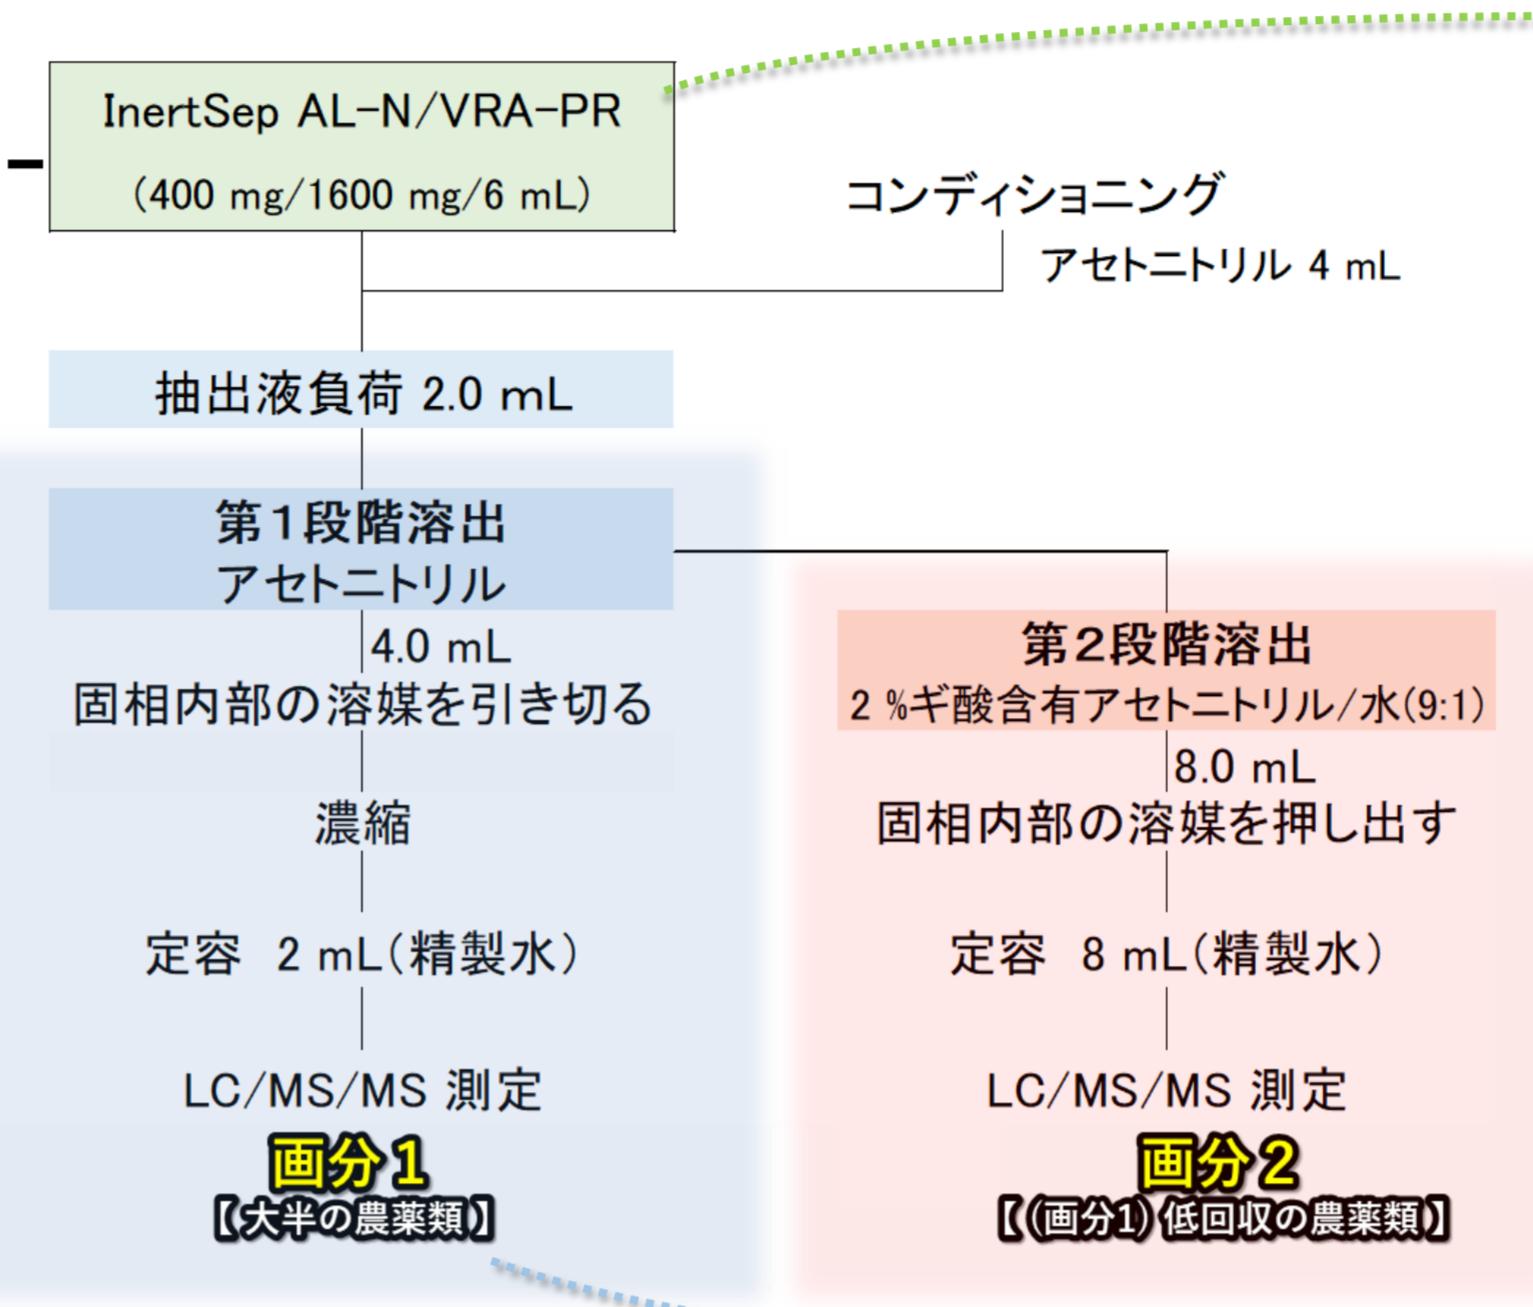 InertSep AL-N/VRA-PR
(400 mg/1600 mg/6 mL)
コンディショニング
アセトニトリル 4 mL
抽出液負荷 2.0 mL
第1段階溶出
アセトニトリル
4.0 mL
固相内部の溶媒を引き切る
濃縮
定容 2 mL(精製水)
LC/MS/MS 測定
画分1
【大半の農薬類】
第2段階溶出
2 %ギ酸含有アセトニトリル/水(9:1)
8.0 mL
固相内部の溶媒を押し出す
定容 8 mL(精製水)
LC/MS/MS 測定
画分2
【(画分1) 低回収の農薬類】